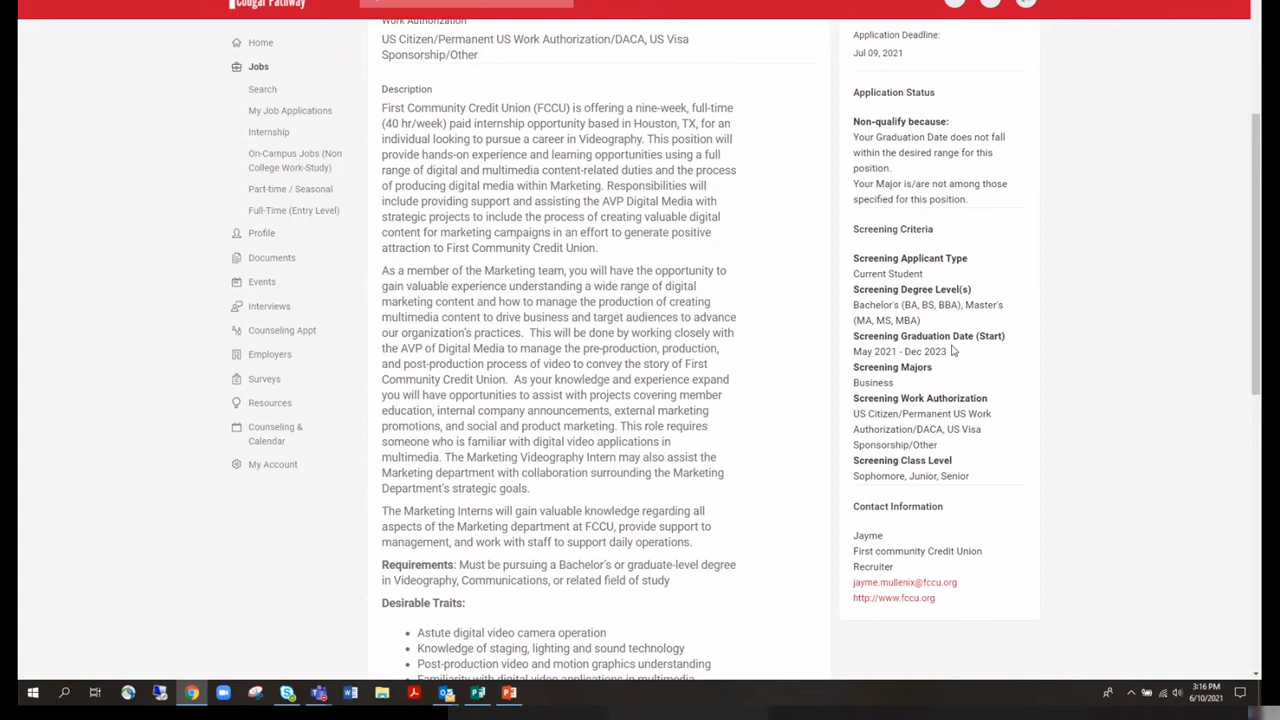 Cougar Pathway
Home
Jobs
Search
My Job Applications
Internship
On-Campus Jobs (Non
College Work-Study)
Part-time / Seasonal
Full-Time (Entry Level)
Profile
Documents
Events
Interviews
Counseling Appt
Employers
Surveys
Resources
Counseling &
Calendar
My Account
Work Authorization
US Citizen/Permanent US Work Authorization/DACA, US Visa
Sponsorship/Other
Description
First Community Credit Union (FCCU) is offering a nine-week, full-time
(40 hr/week) paid internship opportunity based in Houston, TX, for an
individual looking to pursue a career in Videography. This position will
provide hands-on experience and learning opportunities using a full
range of digital and multimedia content-related duties and the process
of producing digital media within Marketing. Responsibilities will
include providing support and assisting the AVP Digital Media with
strategic projects to include the process of creating valuable digital
content for marketing campaigns in an effort to generate positive
attraction to First Community Credit Union.
As a member of the Marketing team, you will have the opportunity to
gain valuable experience understanding a wide range of digital
marketing content and how to manage the production of creating
multimedia content to drive business and target audiences to advance
our organization's practices.  This will be done by working closely with
the AVP of Digital Media to manage the pre-production, production,
and post-production process of video to convey the story of First
Community Credit Union.  As your knowledge and experience expand
you will have opportunities to assist with projects covering member
education, internal company announcements, external marketing
promotions, and social and product marketing. This role requires
someone who is familiar with digital video applications in
multimedia. The Marketing Videography Intern may also assist the
Marketing department with collaboration surrounding the Marketing
Department's strategic goals.
The Marketing Interns will gain valuable knowledge regarding all
aspects of the Marketing department at FCCU, provide support to
management, and work with staff to support daily operations.
Requirements: Must be pursuing a Bachelor's or graduate-level degree
in Videography, Communications, or related field of study
Desirable Traits:
• Astute digital video camera operation
• Knowledge of staging, lighting and sound technology
• Post-production video and motion graphics understanding
• Familiarity with digital video applications in multimedia
Application Deadline:
Jul 09, 2021
Application Status
Non-qualify because:
Your Graduation Date does not fall
within the desired range for this
position.
Your Major is/are not among those
specified for this position.
Screening Criteria
Screening Applicant Type
Current Student
Screening Degree Level(s)
Bachelor's (BA, BS, BBA), Master's
(MA, MS, MBA)
Screening Graduation Date (Start)
May 2021 - Dec 2023
Screening Majors
Business
Screening Work Authorization
US Citizen/Permanent US Work
Authorization/DACA, US Visa
Sponsorship/Other
Screening Class Level
Sophomore, Junior, Senior
Contact Information
Jayme
First community Credit Union
Recruiter
jayme.mullenix@fccu.org
http://www.fccu.org
3:16 PM
6/10/2021